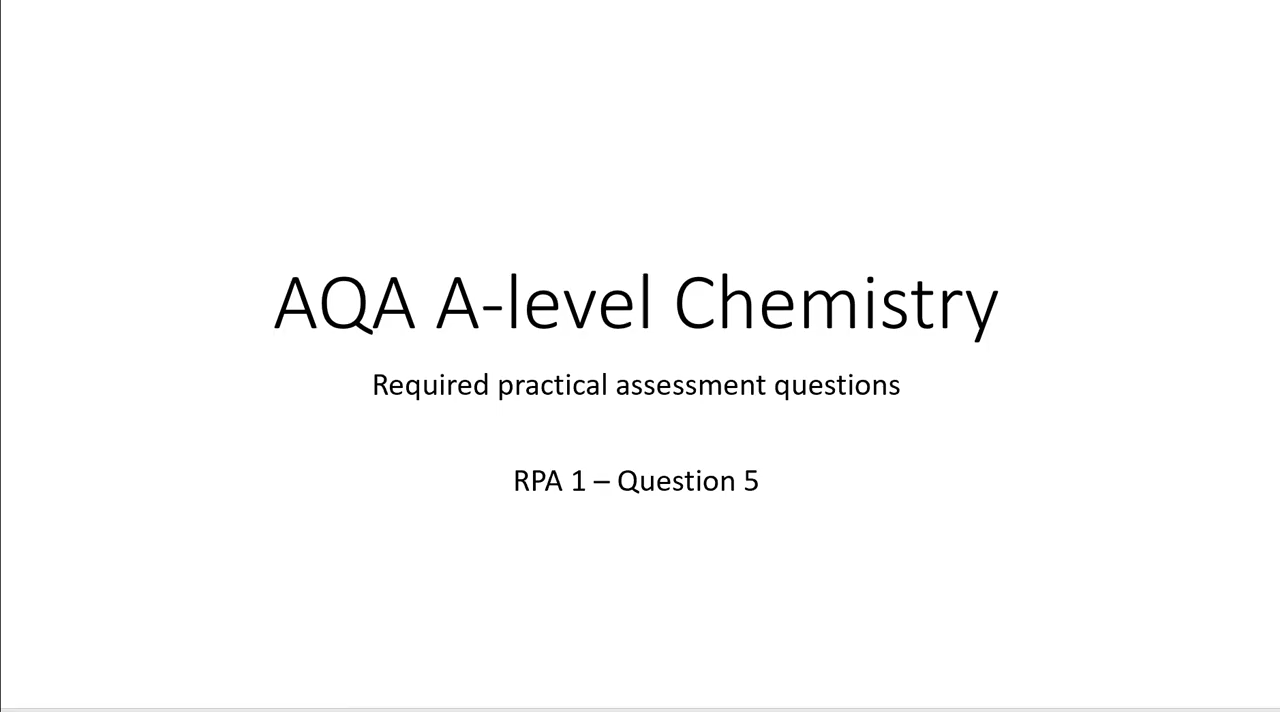 AQA A-level Chemistry
Required practical assessment questions
RPA 1 – Question 5